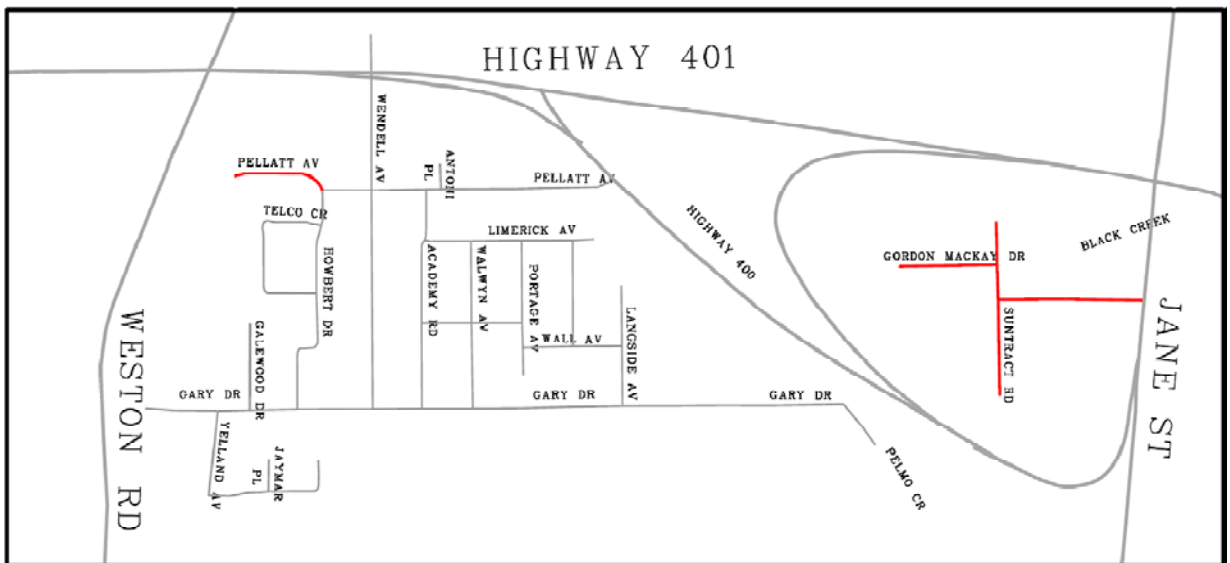 HIGHWAY 401
WENDELL AV
PELLATT AV
ANTONI
PL
PELLATT AV
TELCO CR
HIGHWAY 400
BLACK CREEK
LIMERICK AV
HOWBERT DR
ACADEMY RD
WALWYN AV
PORTAGE AV
GORDON MACKAY DR
LANGSIDE AV
WALL AV
SUNTRACT RD
WESTON RD
JANE ST
GALEWOOD DR
GARY DR
GARY DR
GARY DR
YELLAND AV
JAYMAR
PL
PELMO CR